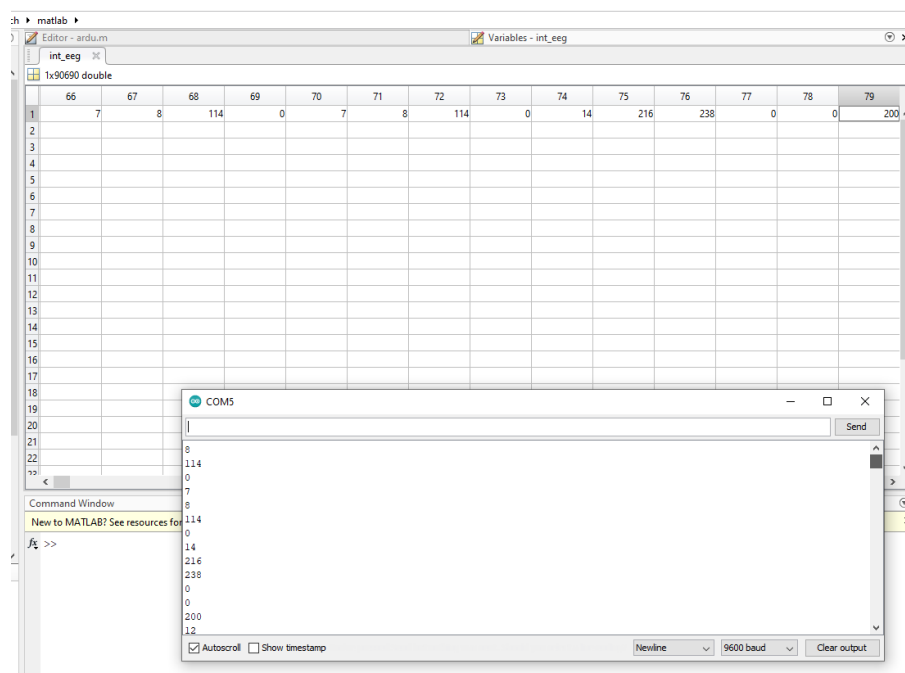 ch ▸ matlab ▸
Editor - ardu.m
Variables - int_eeg
int_eeg
1x90690 double
66 67 68 69 70 71 72 73 74 75 76 77 78 79
1 7 8 114 0 7 8 114 0 14 216 238 0 0 200
2
3
4
5
6
7
8
9
10
11
12
13
14
15
16
17
18
19
20
21
22
23
Command Window
New to MATLAB? See resources for
fx >>
COM5
Send
8
114
0
7
8
114
0
14
216
238
0
0
200
12
Autoscroll Show timestamp Newline 9600 baud Clear output